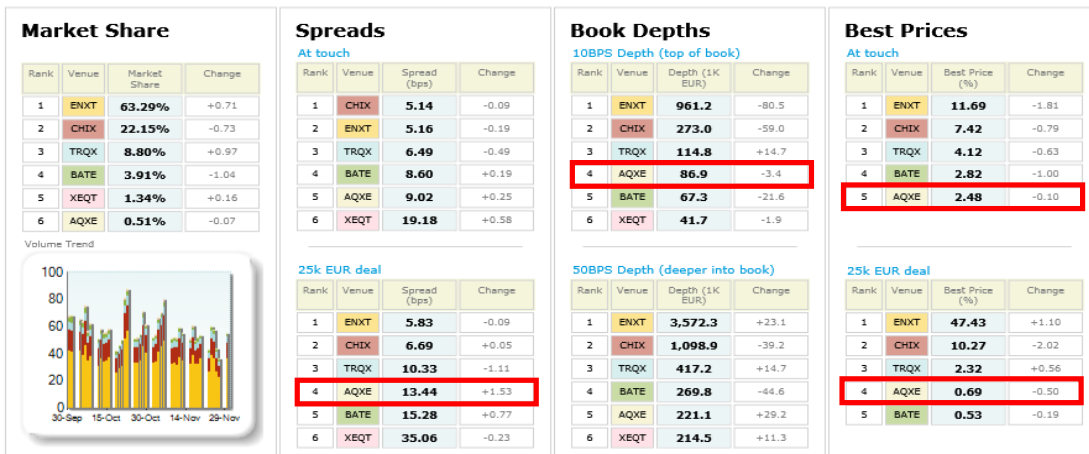 Market Share
Rank Venue Market Share Change
1 ENXT 63.29% +0.71
2 CHIX 22.15% -0.73
3 TRQX 8.80% +0.97
4 BATE 3.91% -1.04
5 XEQT 1.34% +0.16
6 AQXE 0.51% -0.07
Volume Trend
100
80
60
40
20
0
30-Sep 15-Oct 30-Oct 14-Nov 29-Nov
Spreads
At touch
Rank Venue Spread (bps) Change
1 CHIX 5.14 -0.09
2 ENXT 5.16 -0.19
3 TRQX 6.49 -0.49
4 BATE 8.60 +0.19
5 AQXE 9.02 +0.25
6 XEQT 19.18 +0.58
25k EUR deal
Rank Venue Spread (bps) Change
1 ENXT 5.83 -0.09
2 CHIX 6.69 +0.05
3 TRQX 10.33 -1.11
4 AQXE 13.44 +1.53
5 BATE 15.28 +0.77
6 XEQT 35.06 -0.23
Book Depths
10BPS Depth (top of book)
Rank Venue Depth (1K EUR) Change
1 ENXT 961.2 -80.5
2 CHIX 273.0 -59.0
3 TRQX 114.8 +14.7
4 AQXE 86.9 -3.4
5 BATE 67.3 -21.6
6 XEQT 41.7 -1.9
50BPS Depth (deeper into book)
Rank Venue Depth (1K EUR) Change
1 ENXT 3,572.3 +23.1
2 CHIX 1,098.9 -39.2
3 TRQX 417.2 +14.7
4 BATE 269.8 -44.6
5 AQXE 221.1 +29.2
6 XEQT 214.5 +11.3
Best Prices
At touch
Rank Venue Best Price (%) Change
1 ENXT 11.69 -1.81
2 CHIX 7.42 -0.79
3 TRQX 4.12 -0.63
4 BATE 2.82 -1.00
5 AQXE 2.48 -0.10
25k EUR deal
Rank Venue Best Price (%) Change
1 ENXT 47.43 +1.10
2 CHIX 10.27 -2.02
3 TRQX 2.32 +0.56
4 AQXE 0.69 -0.50
5 BATE 0.53 -0.19